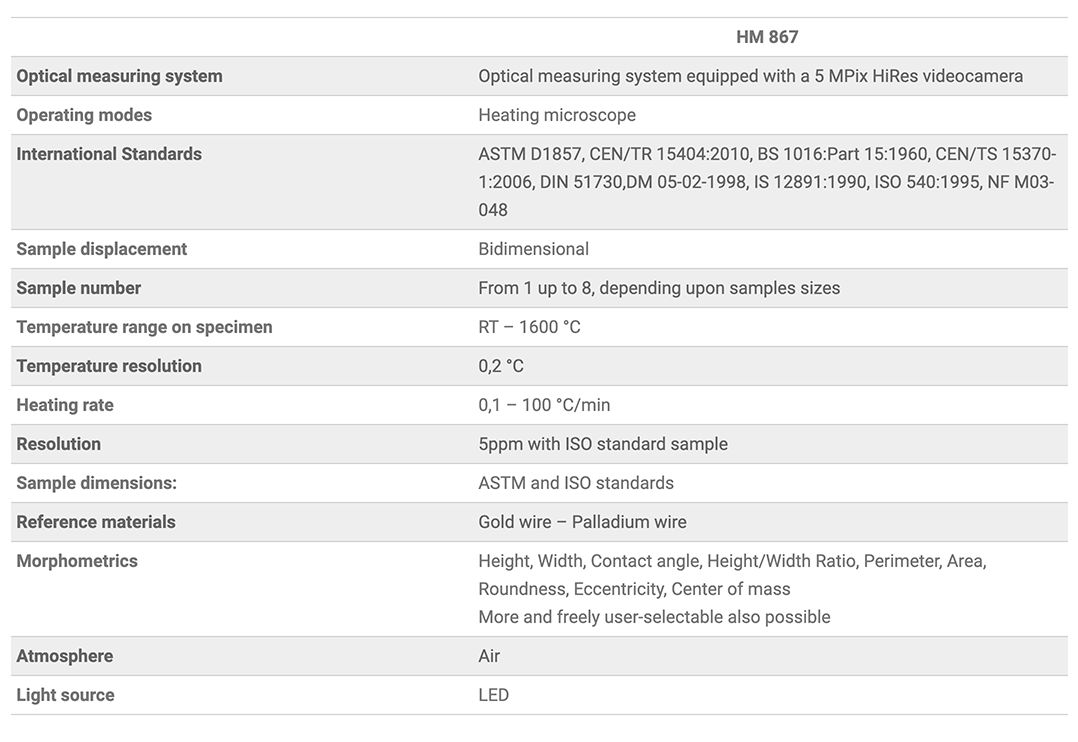 HM 867
Optical measuring system Optical measuring system equipped with a 5 MPix HiRes videocamera
Operating modes Heating microscope
International Standards ASTM D1857, CEN/TR 15404:2010, BS 1016:Part 15:1960, CEN/TS 15370-
1:2006, DIN 51730,DM 05-02-1998, IS 12891:1990, ISO 540:1995, NF M03-
048
Sample displacement Bidimensional
Sample number From 1 up to 8, depending upon samples sizes
Temperature range on specimen RT – 1600 °C
Temperature resolution 0,2 °C
Heating rate 0,1 – 100 °C/min
Resolution 5ppm with ISO standard sample
Sample dimensions: ASTM and ISO standards
Reference materials Gold wire – Palladium wire
Morphometrics Height, Width, Contact angle, Height/Width Ratio, Perimeter, Area,
Roundness, Eccentricity, Center of mass
More and freely user-selectable also possible
Atmosphere Air
Light source LED